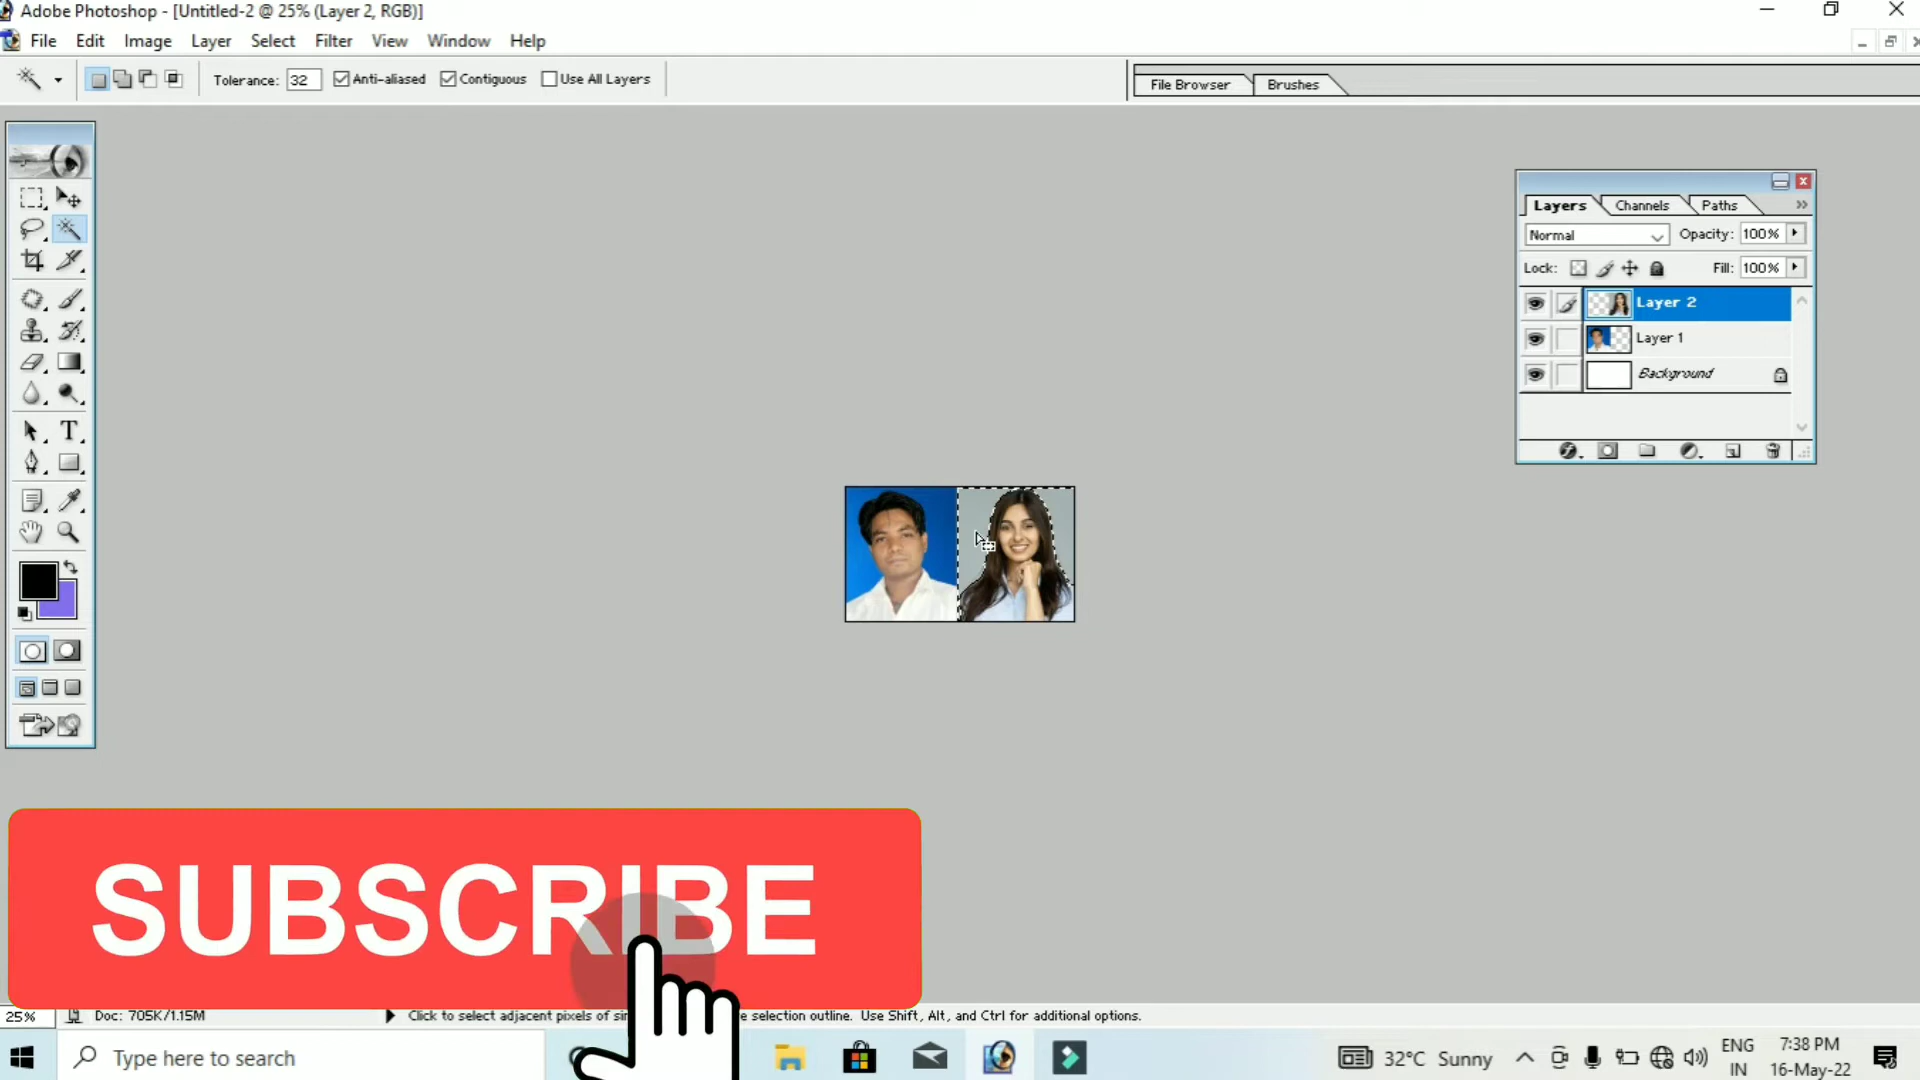 Adobe Photoshop - [Untitled-2 @ 25% (Layer 2, RGB)]
File Edit Image Layer Select Filter View Window Help
Tolerance: 32 Anti-aliased Contiguous Use All Layers
File Browser Brushes
Layers Channels Paths
Normal Opacity: 100%
Lock: Fill: 100%
Layer 2
Layer 1
Background
T
SUBSCRIBE
25% Doc: 705K/1.15M Click to select adjacent pixels of selection outline. Use Shift, Alt, and Ctrl for additional options.
Type here to search
32°C Sunny
ENG
IN
7:38 PM
16-May-22